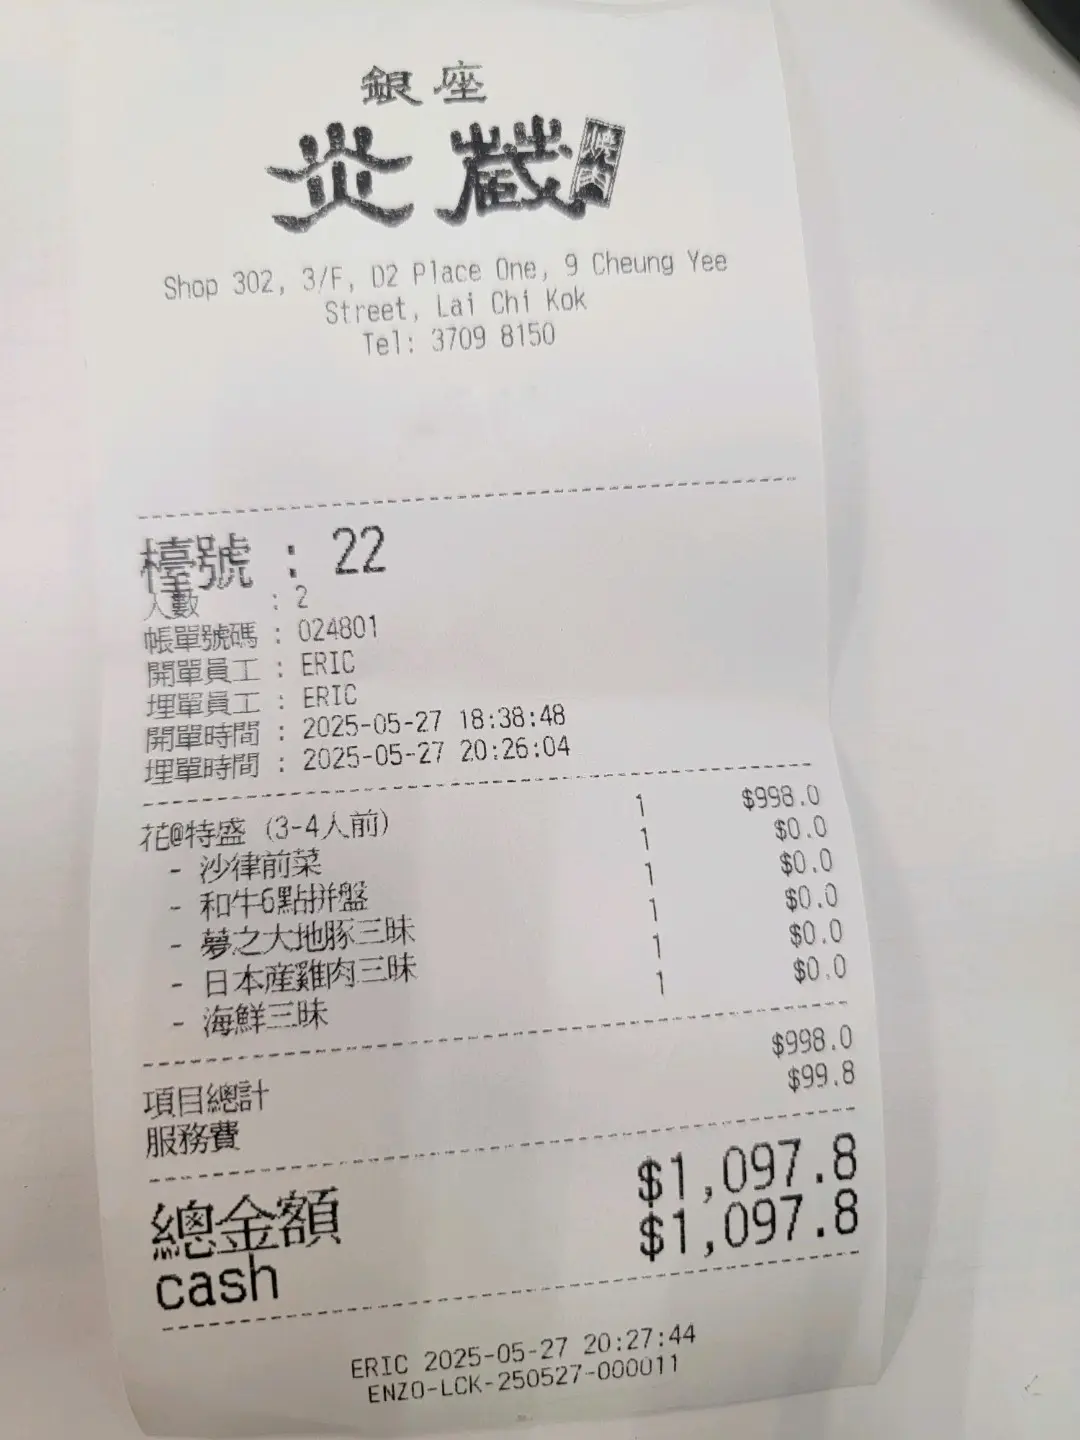 銀座
炎蔵 焼肉
Shop 302, 3/F, D2 Place One, 9 Cheung Yee
Street, Lai Chi Kok
Tel: 3709 8150
檯號 : 22
人數 : 2
帳單號碼 : 024801
開單員工 : ERIC
埋單員工 : ERIC
開單時間 : 2025-05-27 18:38:48
埋單時間 : 2025-05-27 20:26:04
花@特盛 (3-4人前) 1 $998.0
- 沙律前菜 1 $0.0
- 和牛6點拼盤 1 $0.0
- 夢之大地豚三昧 1 $0.0
- 日本産雞肉三昧 1 $0.0
- 海鮮三昧 1 $0.0
項目總計 $998.0
服務費 $99.8
總金額 $1,097.8
cash $1,097.8
ERIC 2025-05-27 20:27:44
ENZO-LCK-250527-000011